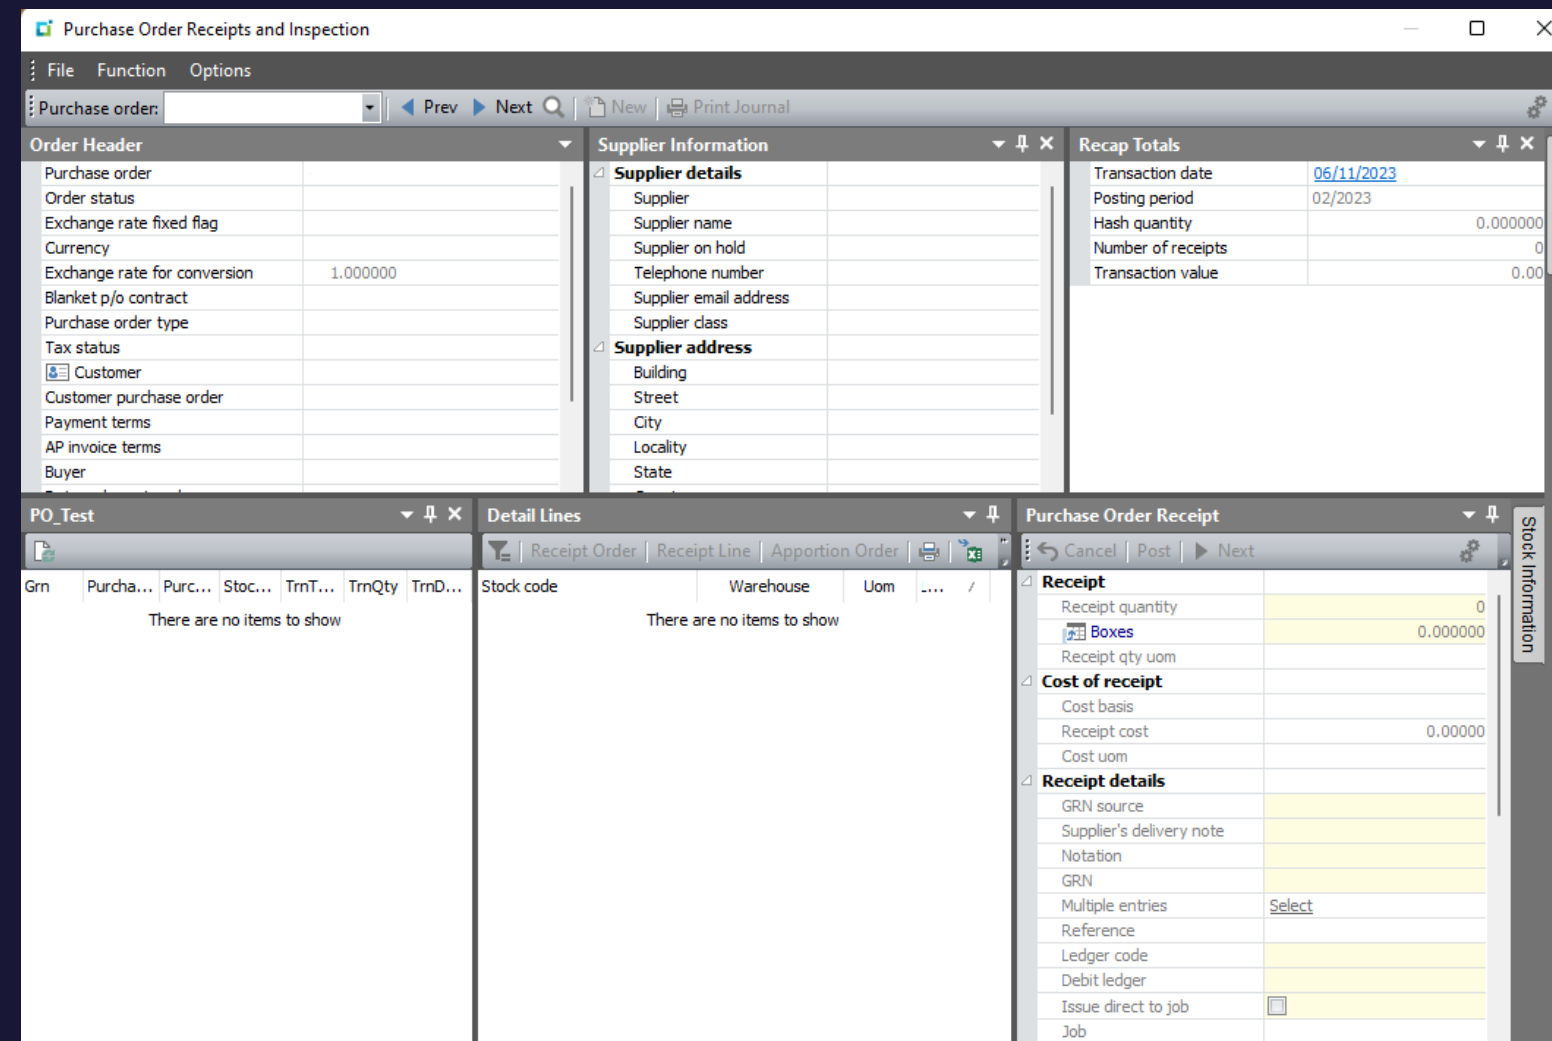 Purchase Order Receipts and Inspection
File Function Options
Purchase order: Prev Next New Print Journal
Order Header
Purchase order
Order status
Exchange rate fixed flag
Currency
Exchange rate for conversion 1.000000
Blanket p/o contract
Purchase order type
Tax status
Customer
Customer purchase order
Payment terms
AP invoice terms
Buyer
Supplier Information
Supplier details
Supplier
Supplier name
Supplier on hold
Telephone number
Supplier email address
Supplier class
Supplier address
Building
Street
City
Locality
State
Recap Totals
Transaction date 06/11/2023
Posting period 02/2023
Hash quantity 0.000000
Number of receipts 0
Transaction value 0.00
PO_Test
Grn Purcha... Purc... Stoc... TrnT... TrnQty TrnD...
There are no items to show
Detail Lines
Receipt Order Receipt Line Apportion Order
Stock code Warehouse Uom
There are no items to show
Purchase Order Receipt
Cancel Post Next
Receipt
Receipt quantity 0
Boxes 0.000000
Receipt qty uom
Cost of receipt
Cost basis
Receipt cost 0.00000
Cost uom
Receipt details
GRN source
Supplier's delivery note
Notation
GRN
Multiple entries Select
Reference
Ledger code
Debit ledger
Issue direct to job
Job
Stock Information